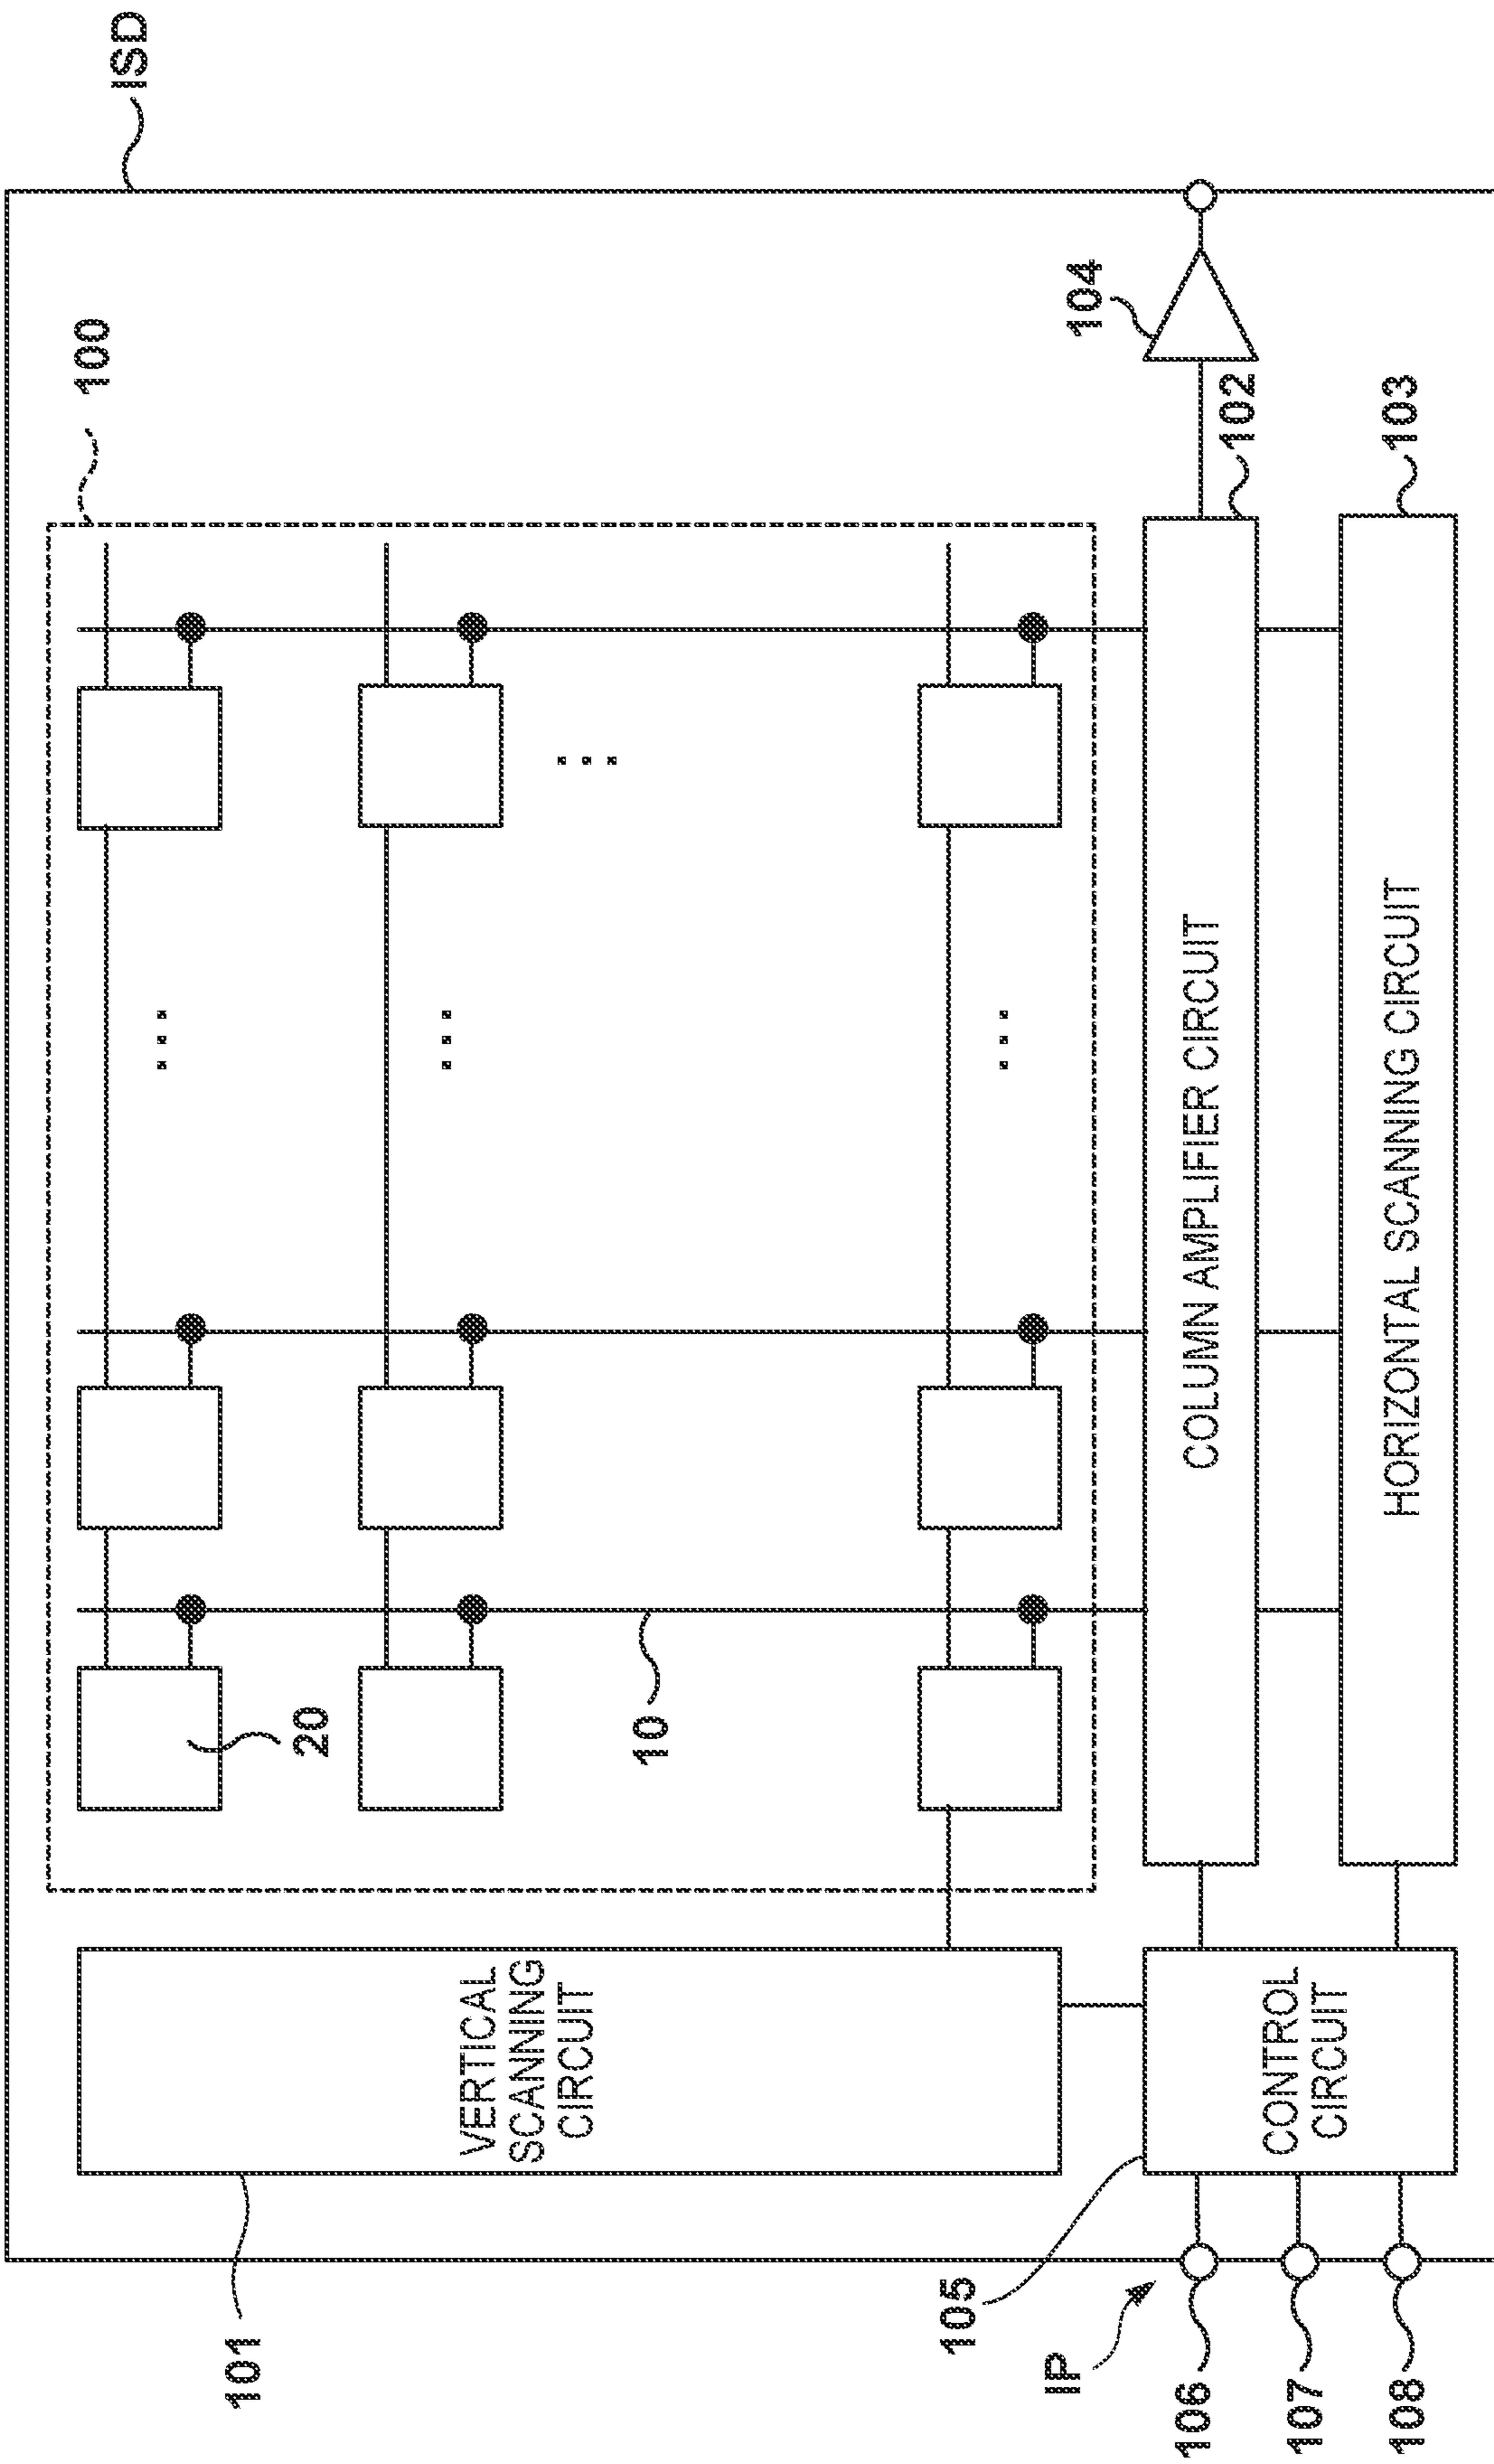 ISD
100
104
102
103
20
10
COLUMN AMPLIFIER CIRCUIT
HORIZONTAL SCANNING CIRCUIT
VERTICAL
SCANNING
CIRCUIT
CONTROL
CIRCUIT
101
105
IP
106
107
108